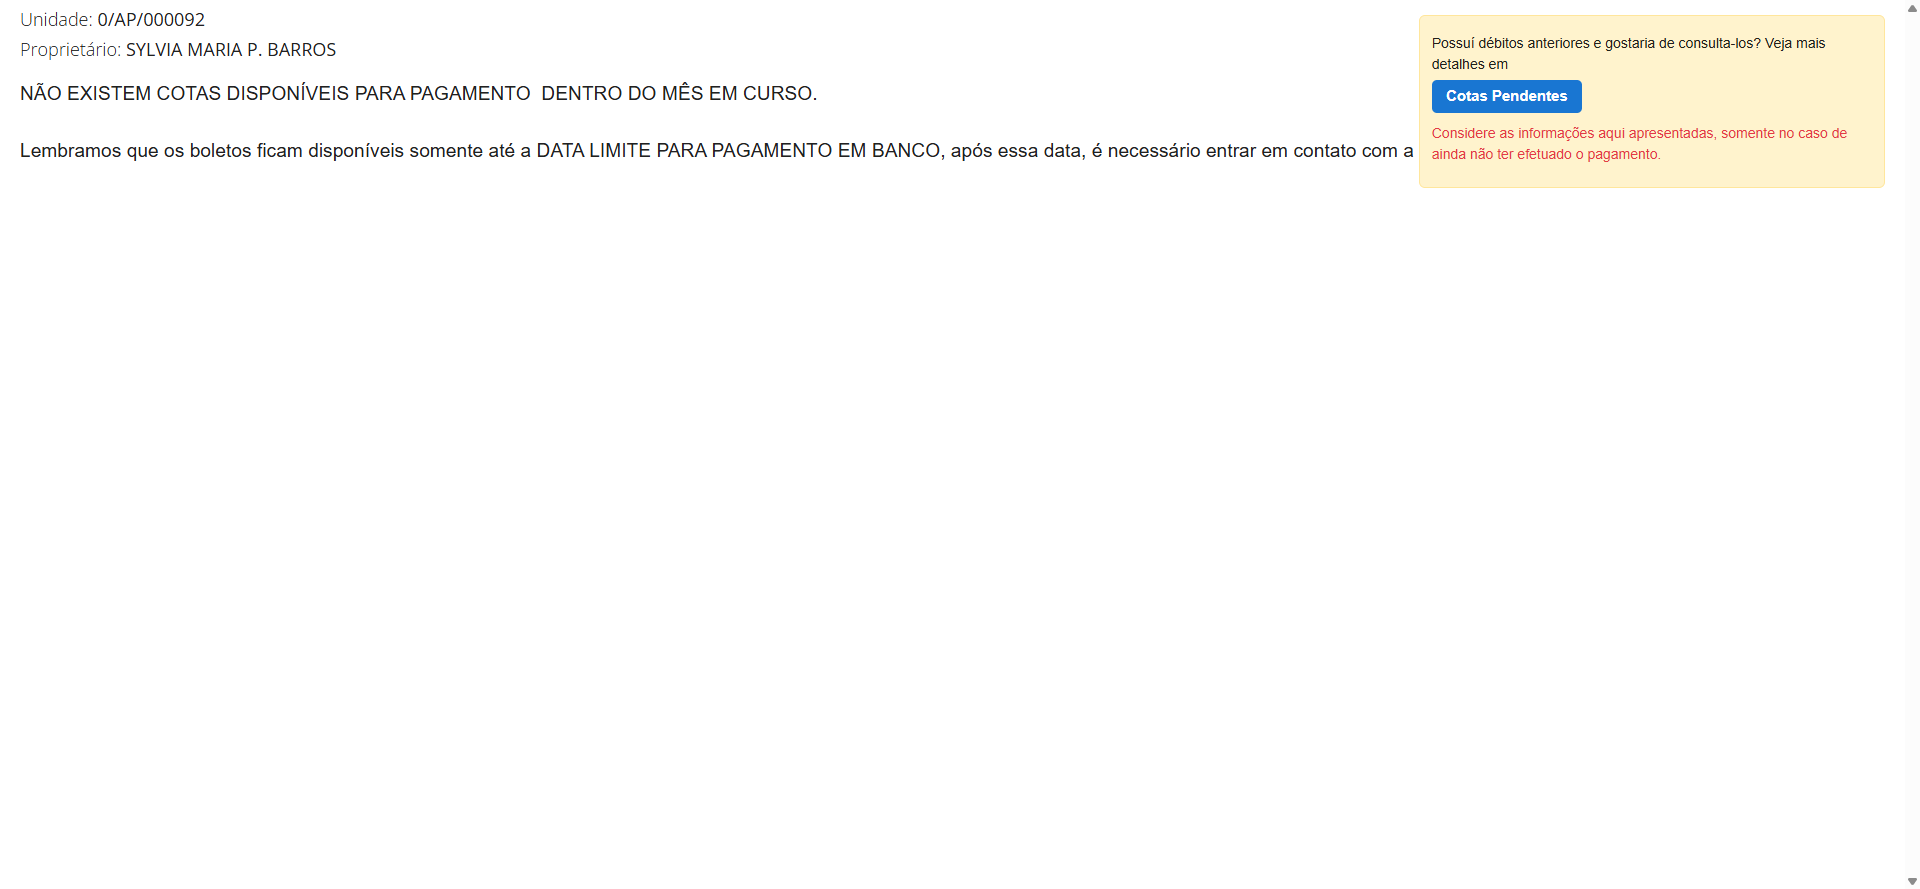 Unidade: 0/AP/000092
Proprietário: SYLVIA MARIA P. BARROS
NÃO EXISTEM COTAS DISPONÍVEIS PARA PAGAMENTO  DENTRO DO MÊS EM CURSO.
Lembramos que os boletos ficam disponíveis somente até a DATA LIMITE PARA PAGAMENTO EM BANCO, após essa data, é necessário entrar em contato com a
Possuí débitos anteriores e gostaria de consulta-los? Veja mais
detalhes em
Cotas Pendentes
Considere as informações aqui apresentadas, somente no caso de
ainda não ter efetuado o pagamento.